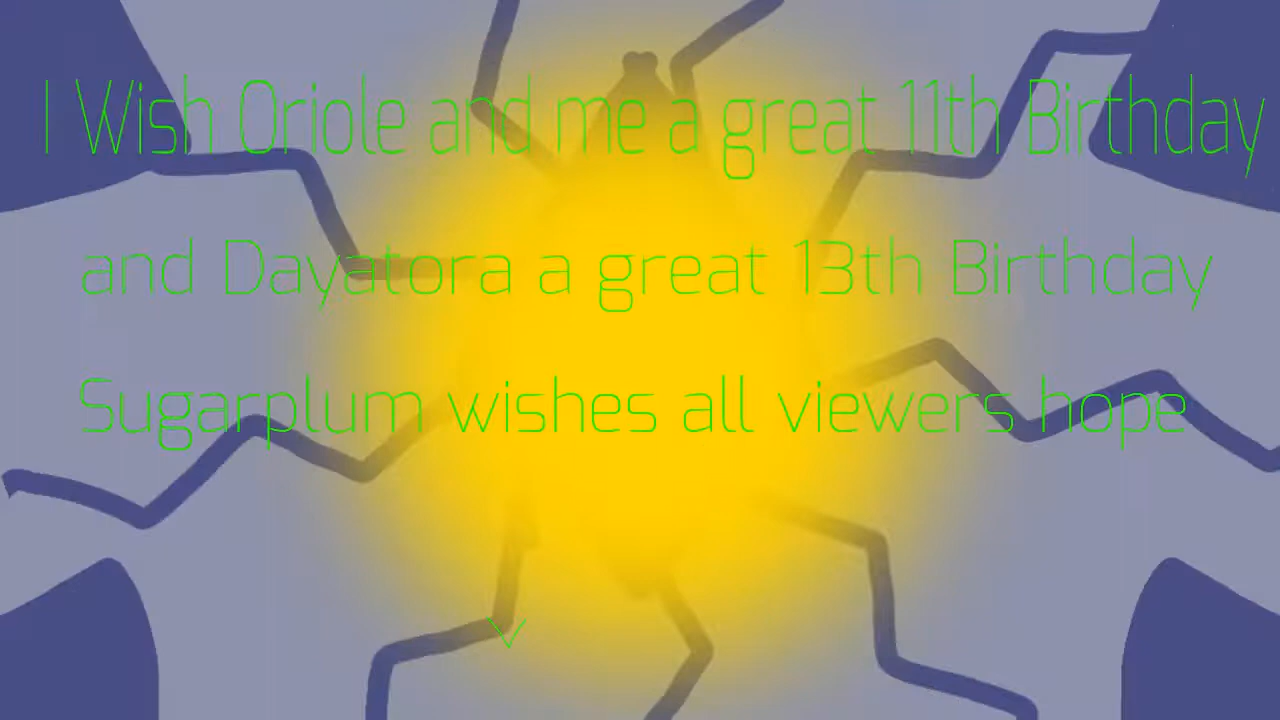 I Wish Oriole and me a great 11th Birthday
and Dayatora a great 13th Birthday
Sugarplum wishes all viewers hope